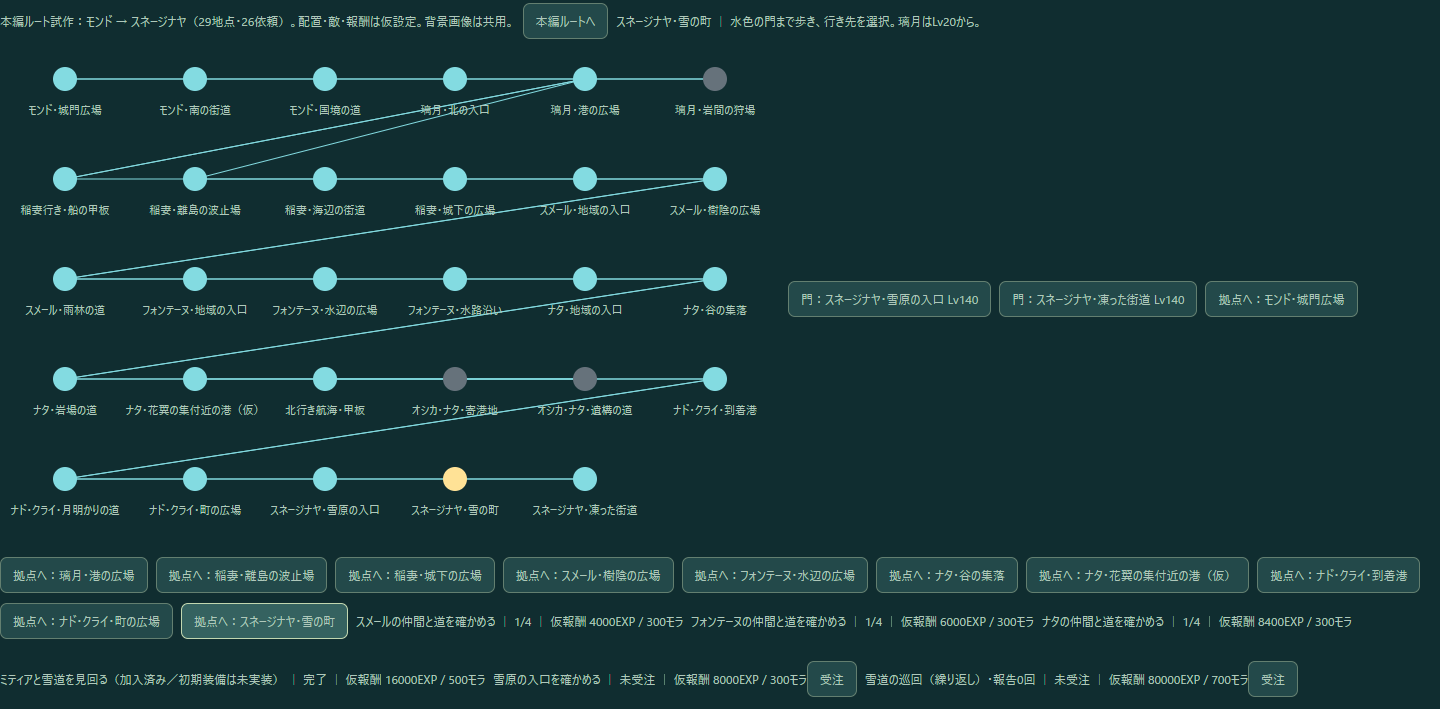 本編ルート試作：モンド → スネージナヤ（29地点・26依頼）。配置・敵・報酬は仮設定。背景画像は共用。 本編ルートへ スネージナヤ・雪の町 | 水色の門まで歩き、行き先を選択。璃月はLv20から。
モンド・城門広場 モンド・南の街道 モンド・国境の道 璃月・北の入口 璃月・港の広場 璃月・岩間の狩場
稲妻行き・船の甲板 稲妻・離島の波止場 稲妻・海辺の街道 稲妻・城下の広場 スメール・地域の入口 スメール・樹陰の広場
スメール・雨林の道 フォンテーヌ・地域の入口 フォンテーヌ・水辺の広場 フォンテーヌ・水路沿い ナタ・地域の入口 ナタ・谷の集落
門：スネージナヤ・雪原の入口 Lv140 門：スネージナヤ・凍った街道 Lv140 拠点へ：モンド・城門広場
ナタ・岩場の道 ナタ・花翼の集付近の港（仮） 北行き航海・甲板 オシカ・ナタ・寄港地 オシカ・ナタ・遺構の道 ナド・クライ・到着港
ナド・クライ・月明かりの道 ナド・クライ・町の広場 スネージナヤ・雪原の入口 スネージナヤ・雪の町 スネージナヤ・凍った街道
拠点へ：璃月・港の広場 拠点へ：稲妻・離島の波止場 拠点へ：稲妻・城下の広場 拠点へ：スメール・樹陰の広場 拠点へ：フォンテーヌ・水辺の広場 拠点へ：ナタ・谷の集落 拠点へ：ナタ・花翼の集付近の港（仮） 拠点へ：ナド・クライ・到着港
拠点へ：ナド・クライ・町の広場 拠点へ：スネージナヤ・雪の町 スメールの仲間と道を確かめる | 1/4 | 仮報酬 4000EXP / 300モラ フォンテーヌの仲間と道を確かめる | 1/4 | 仮報酬 6000EXP / 300モラ ナタの仲間と道を確かめる | 1/4 | 仮報酬 8400EXP / 300モラ
ミティアと雪道を見回る（加入済み／初期装備は未実装） | 完了 | 仮報酬 16000EXP / 500モラ 雪原の入口を確かめる | 未受注 | 仮報酬 8000EXP / 300モラ 受注 雪道の巡回（繰り返し）・報告0回 | 未受注 | 仮報酬 80000EXP / 700モラ 受注